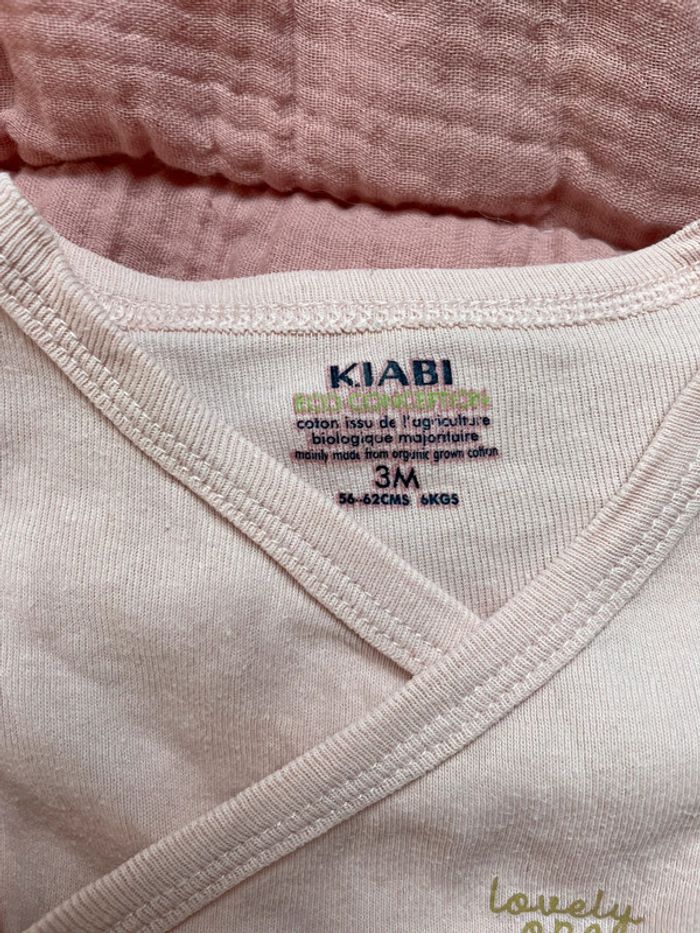 KIABI
ECO-CONCEPTION
coton issu de l'agriculture
biologique majoritaire
mainly made from organic grown cotton
3M
56-62CMS 6KGS
lovely